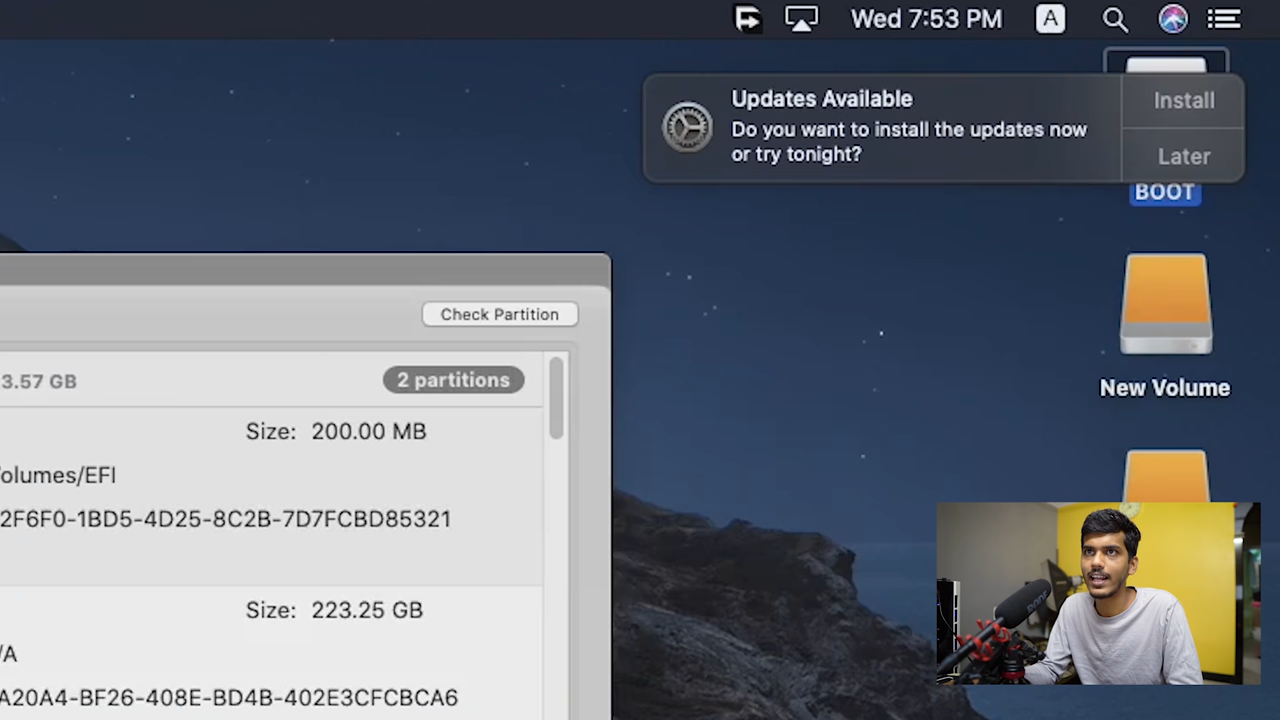 Wed 7:53 PM
A
Updates Available
Do you want to install the updates now
or try tonight?
Install
Later
BOOT
Check Partition
3.57 GB
2 partitions
Size: 200.00 MB
olumes/EFI
2F6F0-1BD5-4D25-8C2B-7D7FCBD85321
Size: 223.25 GB
/A
A20A4-BF26-408E-BD4B-402E3CFCBCA6
New Volume
RODE